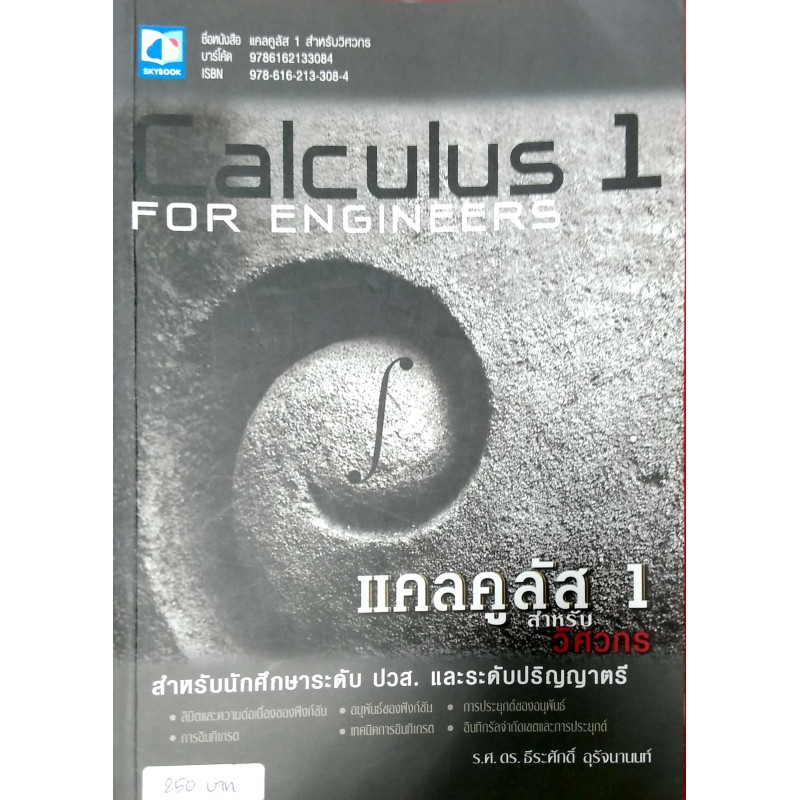 SKYBOOK
ชื่อหนังสือ แคลคูลัส 1 สำหรับวิศวกร
บาร์โค้ด 9786162133084
ISBN 978-616-213-308-4
Calculus 1
FOR ENGINEERS
∫
แคลคูลัส 1
สำหรับ
วิศวกร
สำหรับนักศึกษาระดับ ปวส. และระดับปริญญาตรี
• ลิมิตและความต่อเนื่องของฟังก์ชัน • อนุพันธ์ของฟังก์ชัน • การประยุกต์ของอนุพันธ์
• การอินทิเกรต • เทคนิคการอินทิเกรต • อินทิกรัลจำกัดเขตและการประยุกต์
ร.ศ. ดร. ธีระศักดิ์ อุรัจนานนท์
250 บาท